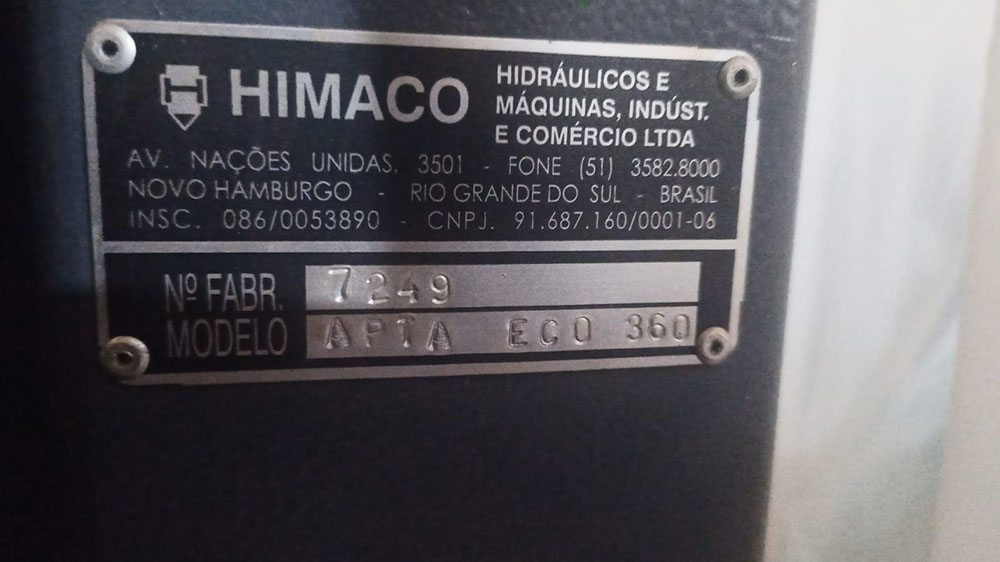 HIMACO
HIDRÁULICOS E
MÁQUINAS, INDÚST.
E COMÉRCIO LTDA
AV. NAÇÕES UNIDAS, 3501 - FONE (51) 3582.8000
NOVO HAMBURGO - RIO GRANDE DO SUL - BRASIL
INSC. 086/0053890 - CNPJ. 91.687.160/0001-06
Nº FABR. 7249
MODELO APTA ECO 360